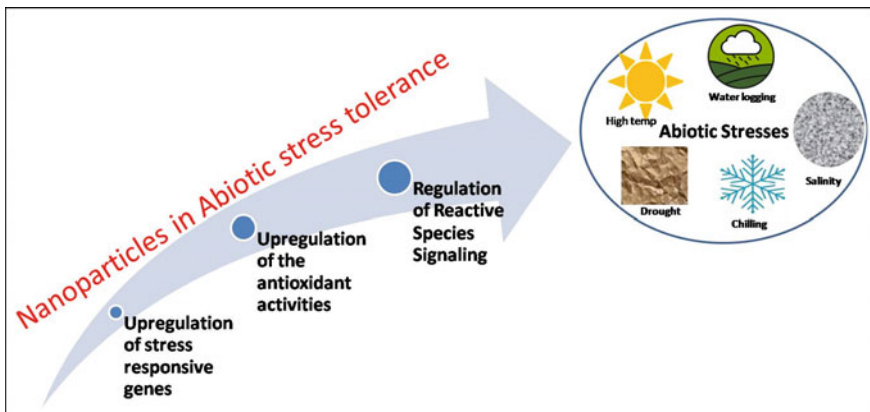 Nanoparticles in Abiotic stress tolerance
Upregulation
of stress
responsive
genes
Upregulation
of the
antioxidant
activities
Regulation
of Reactive
Species
Signaling
Water logging
High temp
Abiotic Stresses
Salinity
Drought
Chilling